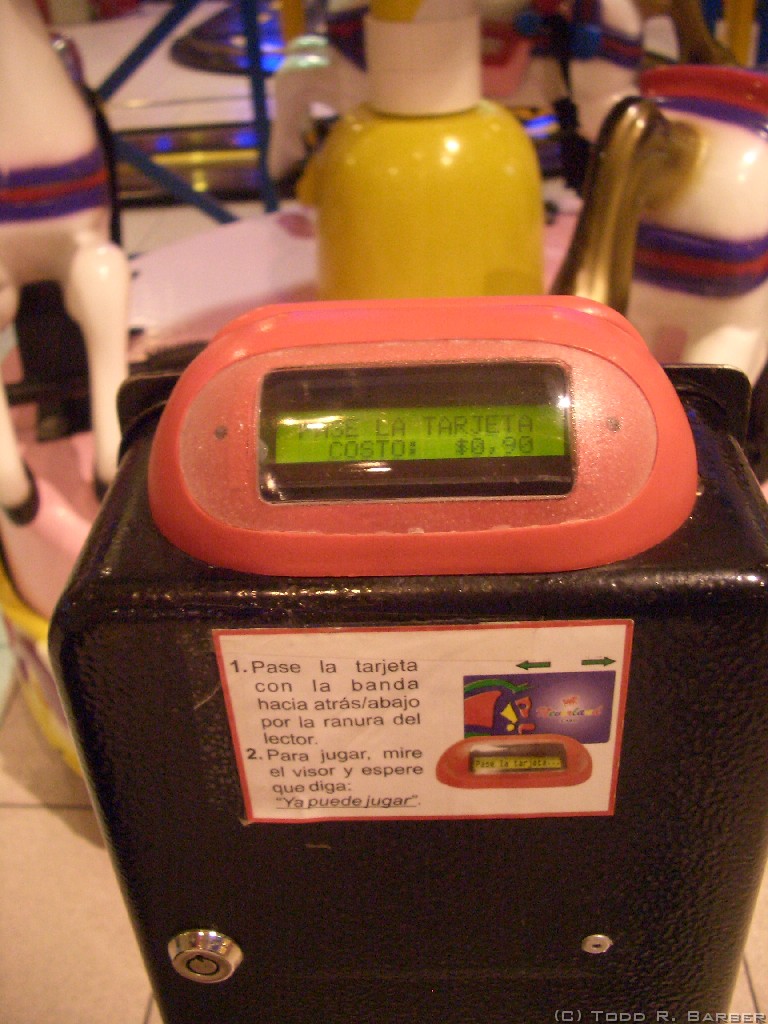 PASE LA TARJETA
COSTO: $0,90
1. Pase la tarjeta
con la banda
hacia atrás/abajo
por la ranura del
lector.
2. Para jugar, mire
el visor y espere
que diga:
"Ya puede jugar".
Neverland
Pase la tarjeta...
(C) Todd R. Barber